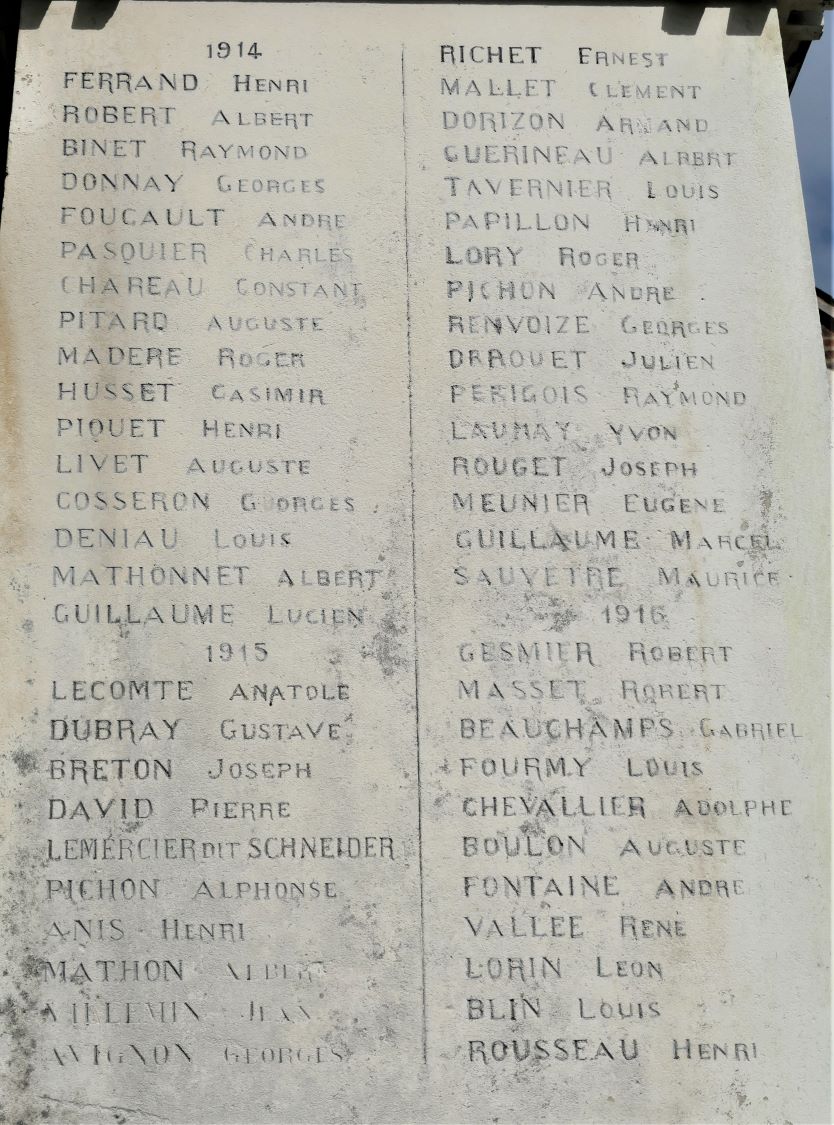 1914
FERRAND HENRI
ROBERT ALBERT
BINET RAYMOND
DONNAY GEORGES
FOUCAULT ANDRE
PASQUIER CHARLES
CHAREAU CONSTANT
PITARD AUGUSTE
MADERE ROGER
HUSSET CASIMIR
PIQUET HENRI
LIVET AUGUSTE
COSSERON GEORGES
DENIAU LOUIS
MATHONNET ALBERT
GUILLAUME LUCIEN
1915
LECOMTE ANATOLE
DUBRAY GUSTAVE
BRETON JOSEPH
DAVID PIERRE
LEMERCIER DIT SCHNEIDER
PICHON ALPHONSE
ANIS HENRI
MATHON ALBERT
VILLEMIN JEAN
AVIGNON GEORGES
RICHET ERNEST
MALLET CLEMENT
DORIZON ARMAND
GUERINEAU ALBERT
TAVERNIER LOUIS
PAPILLON HENRI
LORY ROGER
PICHON ANDRE
RENVOIZE GEORGES
DROUET JULIEN
PERIGOIS RAYMOND
LAUNAY YVON
ROUGET JOSEPH
MEUNIER EUGENE
GUILLAUME MARCEL
SAUVETRE MAURICE
1916
GESMIER ROBERT
MASSET ROBERT
BEAUCHAMPS GABRIEL
FOURMY LOUIS
CHEVALLIER ADOLPHE
BOULON AUGUSTE
FONTAINE ANDRE
VALLEE RENE
LORIN LEON
BLIN LOUIS
ROUSSEAU HENRI